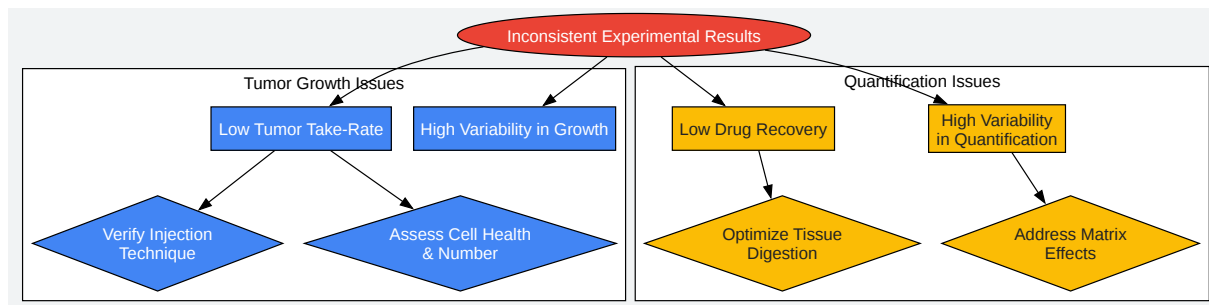 Inconsistent Experimental Results
Tumor Growth Issues
Quantification Issues
Low Tumor Take-Rate
High Variability in Growth
Low Drug Recovery
High Variability
in Quantification
Verify Injection
Technique
Assess Cell Health
& Number
Optimize Tissue
Digestion
Address Matrix
Effects